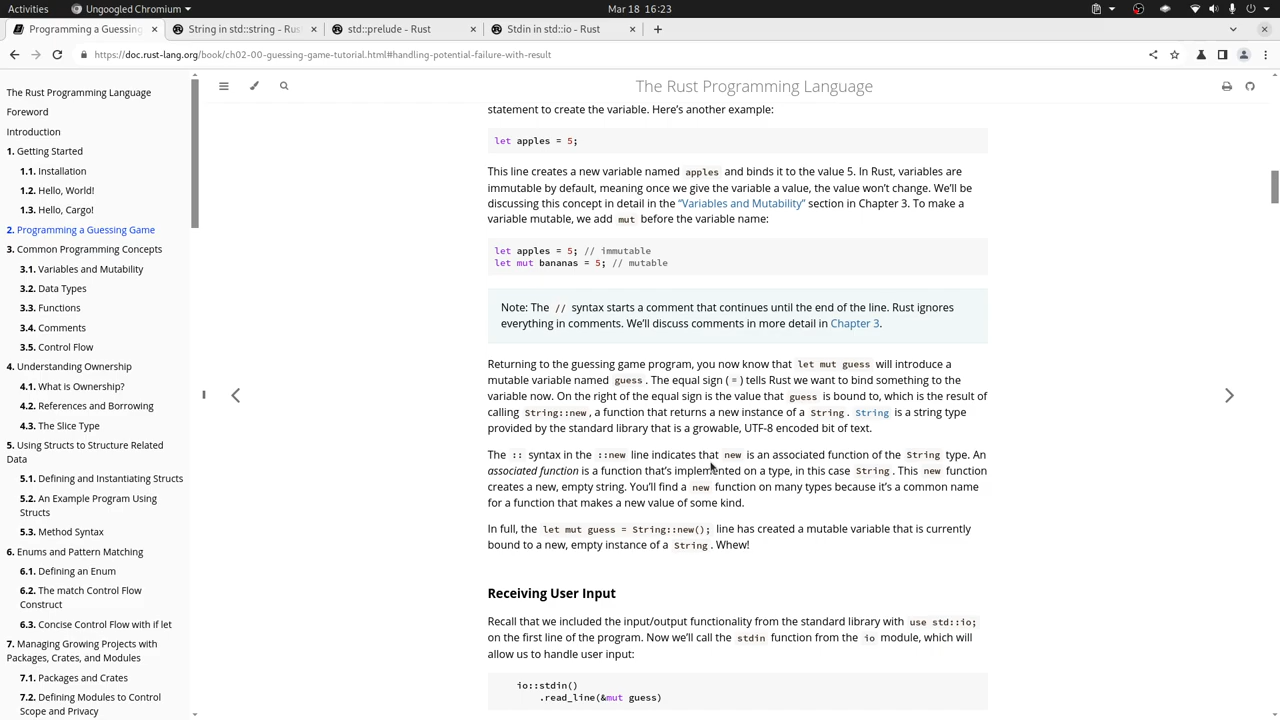 Activities
Ungoogled Chromium
Mar 18 16:23
Programming a Guessing
String in std::string - Rust
std::prelude - Rust
Stdin in std::io - Rust
https://doc.rust-lang.org/book/ch02-00-guessing-game-tutorial.html#handling-potential-failure-with-result
The Rust Programming Language
Foreword
Introduction
1. Getting Started
1.1. Installation
1.2. Hello, World!
1.3. Hello, Cargo!
2. Programming a Guessing Game
3. Common Programming Concepts
3.1. Variables and Mutability
3.2. Data Types
3.3. Functions
3.4. Comments
3.5. Control Flow
4. Understanding Ownership
4.1. What is Ownership?
4.2. References and Borrowing
4.3. The Slice Type
5. Using Structs to Structure Related
Data
5.1. Defining and Instantiating Structs
5.2. An Example Program Using
Structs
5.3. Method Syntax
6. Enums and Pattern Matching
6.1. Defining an Enum
6.2. The match Control Flow
Construct
6.3. Concise Control Flow with if let
7. Managing Growing Projects with
Packages, Crates, and Modules
7.1. Packages and Crates
7.2. Defining Modules to Control
Scope and Privacy
The Rust Programming Language
statement to create the variable. Here's another example:
let apples = 5;
This line creates a new variable named apples and binds it to the value 5. In Rust, variables are
immutable by default, meaning once we give the variable a value, the value won't change. We'll be
discussing this concept in detail in the “Variables and Mutability” section in Chapter 3. To make a
variable mutable, we add mut before the variable name:
let apples = 5; // immutable
let mut bananas = 5; // mutable
Note: The // syntax starts a comment that continues until the end of the line. Rust ignores
everything in comments. We'll discuss comments in more detail in Chapter 3.
Returning to the guessing game program, you now know that let mut guess will introduce a
mutable variable named guess. The equal sign (=) tells Rust we want to bind something to the
variable now. On the right of the equal sign is the value that guess is bound to, which is the result of
calling String::new, a function that returns a new instance of a String. String is a string type
provided by the standard library that is a growable, UTF-8 encoded bit of text.
The :: syntax in the ::new line indicates that new is an associated function of the String type. An
associated function is a function that's implemented on a type, in this case String. This new function
creates a new, empty string. You'll find a new function on many types because it's a common name
for a function that makes a new value of some kind.
In full, the let mut guess = String::new(); line has created a mutable variable that is currently
bound to a new, empty instance of a String. Whew!
Receiving User Input
Recall that we included the input/output functionality from the standard library with use std::io;
on the first line of the program. Now we'll call the stdin function from the io module, which will
allow us to handle user input:
io::stdin()
.read_line(&mut guess)